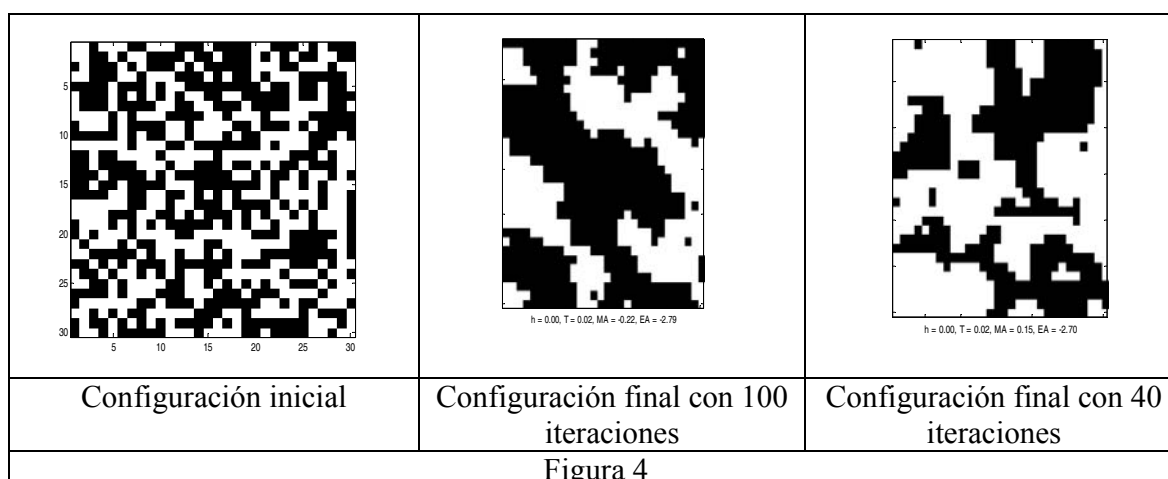 5
10
15
20
25
30
5 10 15 20 25 30
h = 0.00, T = 0.02, MA = -0.22, EA = -2.79
h = 0.00, T = 0.02, MA = 0.15, EA = -2.70
Configuración inicial
Configuración final con 100
iteraciones
Configuración final con 40
iteraciones
Figura 4